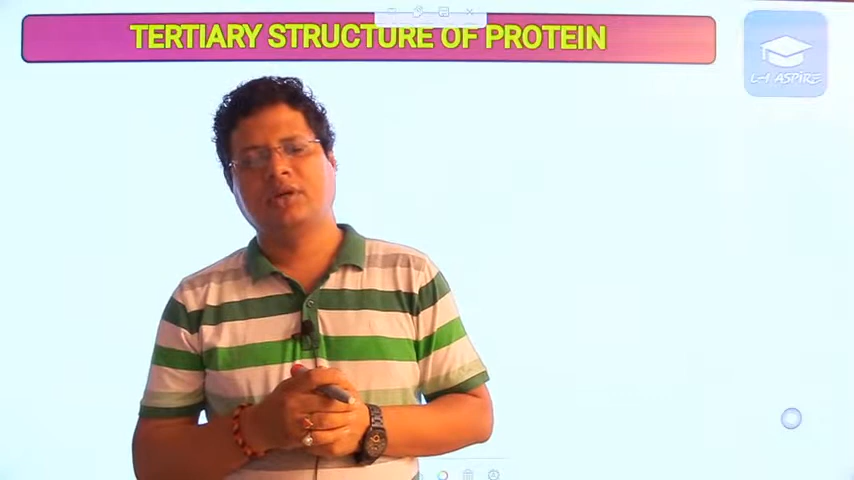 TERTIARY STRUCTURE OF PROTEIN
L-1 ASPIRE